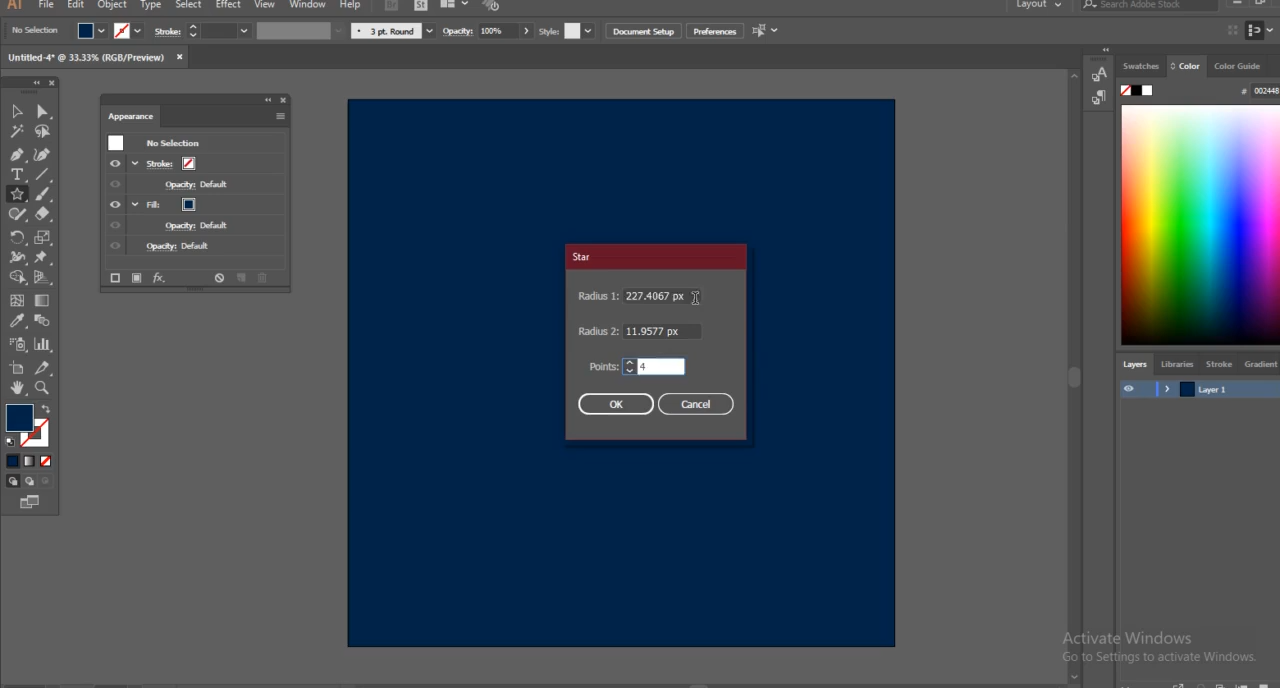 Ai File Edit Object Type Select Effect View Window Help Br St Layout Search Adobe Stock
No Selection Stroke: 3 pt. Round Opacity: 100% Style: Document Setup Preferences
Untitled-4* @ 33.33% (RGB/Preview)
Swatches Color Color Guide
# 002448
Appearance
No Selection
Stroke:
Opacity: Default
Fill:
Opacity: Default
Opacity: Default
fx.
Star
Radius 1: 227.4067 px
Radius 2: 11.9577 px
Points: 4
OK Cancel
Layers Libraries Stroke Gradient
Layer 1
Activate Windows
Go to Settings to activate Windows.